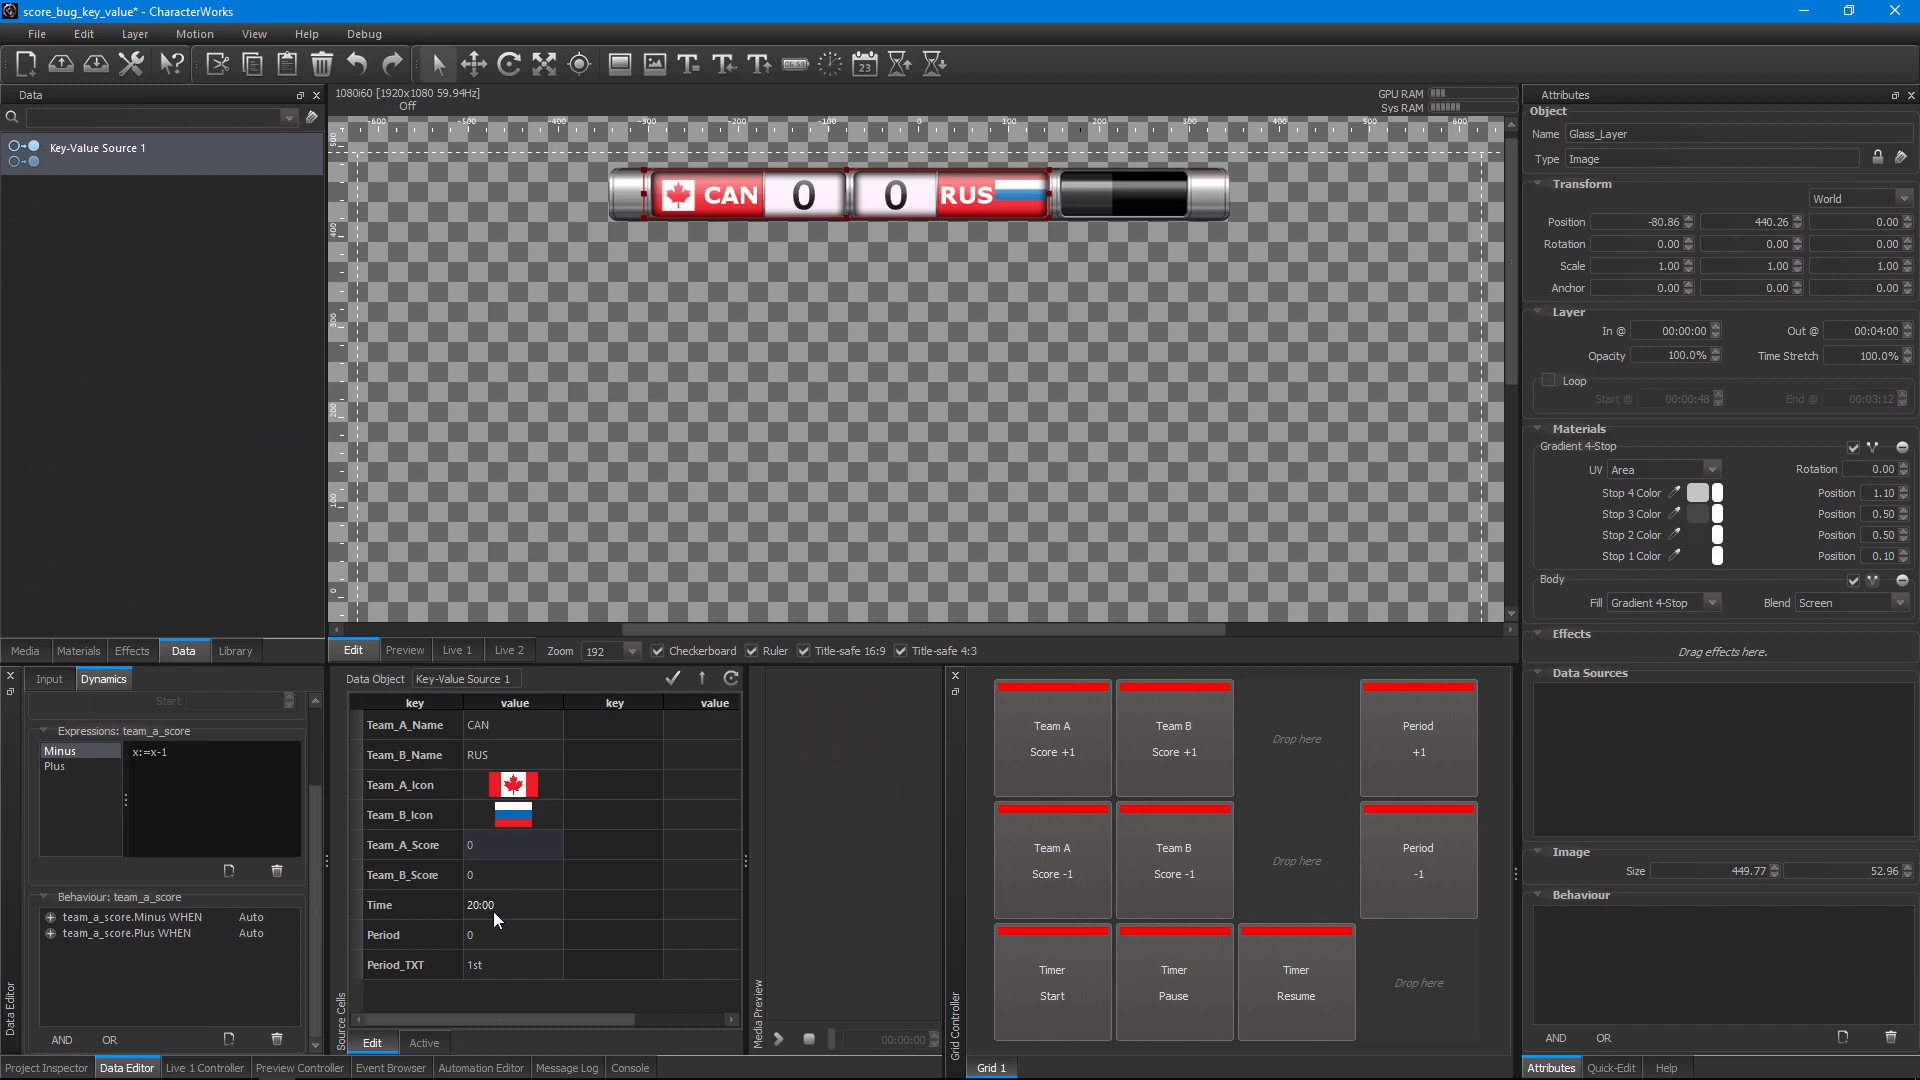 score_bug_key_value* - CharacterWorks
File Edit Layer Motion View Help Debug
Data
1080i60 [1920x1080 59.94Hz]
Off
GPU RAM
Sys RAM
Key-Value Source 1
-600 -500 -400 -300 -200 -100 0 100 200 300 400 500 600
CAN 0 0 RUS
Attributes
Object
Name Glass_Layer
Type Image
Transform
World
Position -80.86 440.26 0.00
Rotation 0.00 0.00 0.00
Scale 1.00 1.00 1.00
Anchor 0.00 0.00 0.00
Layer
In @ 00:00:00 Out @ 00:04:00
Opacity 100.0% Time Stretch 100.0%
Loop
Start @ 00:00:48 End @ 00:03:12
Materials
Gradient 4-Stop
UV Area Rotation 0.00
Stop 4 Color Position 1.10
Stop 3 Color Position 0.50
Stop 2 Color Position 0.50
Stop 1 Color Position 0.10
Body
Fill Gradient 4-Stop Blend Screen
Effects
Drag effects here.
Data Sources
Image
Size 449.77 52.96
Behaviour
AND OR
Attributes Quick-Edit Help
Media Materials Effects Data Library
Edit Preview Live 1 Live 2 Zoom 192 Checkerboard Ruler Title-safe 16:9 Title-safe 4:3
Input Dynamics
Start
Expressions: team_a_score
Minus x:=x-1
Plus
Behaviour: team_a_score
team_a_score.Minus WHEN Auto
team_a_score.Plus WHEN Auto
AND OR
Data Editor
Data Object Key-Value Source 1
key value key value
Team_A_Name CAN
Team_B_Name RUS
Team_A_Icon
Team_B_Icon
Team_A_Score 0
Team_B_Score 0
Time 20:00
Period 0
Period_TXT 1st
Source Cells
Edit Active
Media Preview
00:00:00
Grid Controller
Team A
Score +1
Team B
Score +1
Drop here
Period
+1
Team A
Score -1
Team B
Score -1
Drop here
Period
-1
Timer
Start
Timer
Pause
Timer
Resume
Drop here
Grid 1
Project Inspector Data Editor Live 1 Controller Preview Controller Event Browser Automation Editor Message Log Console